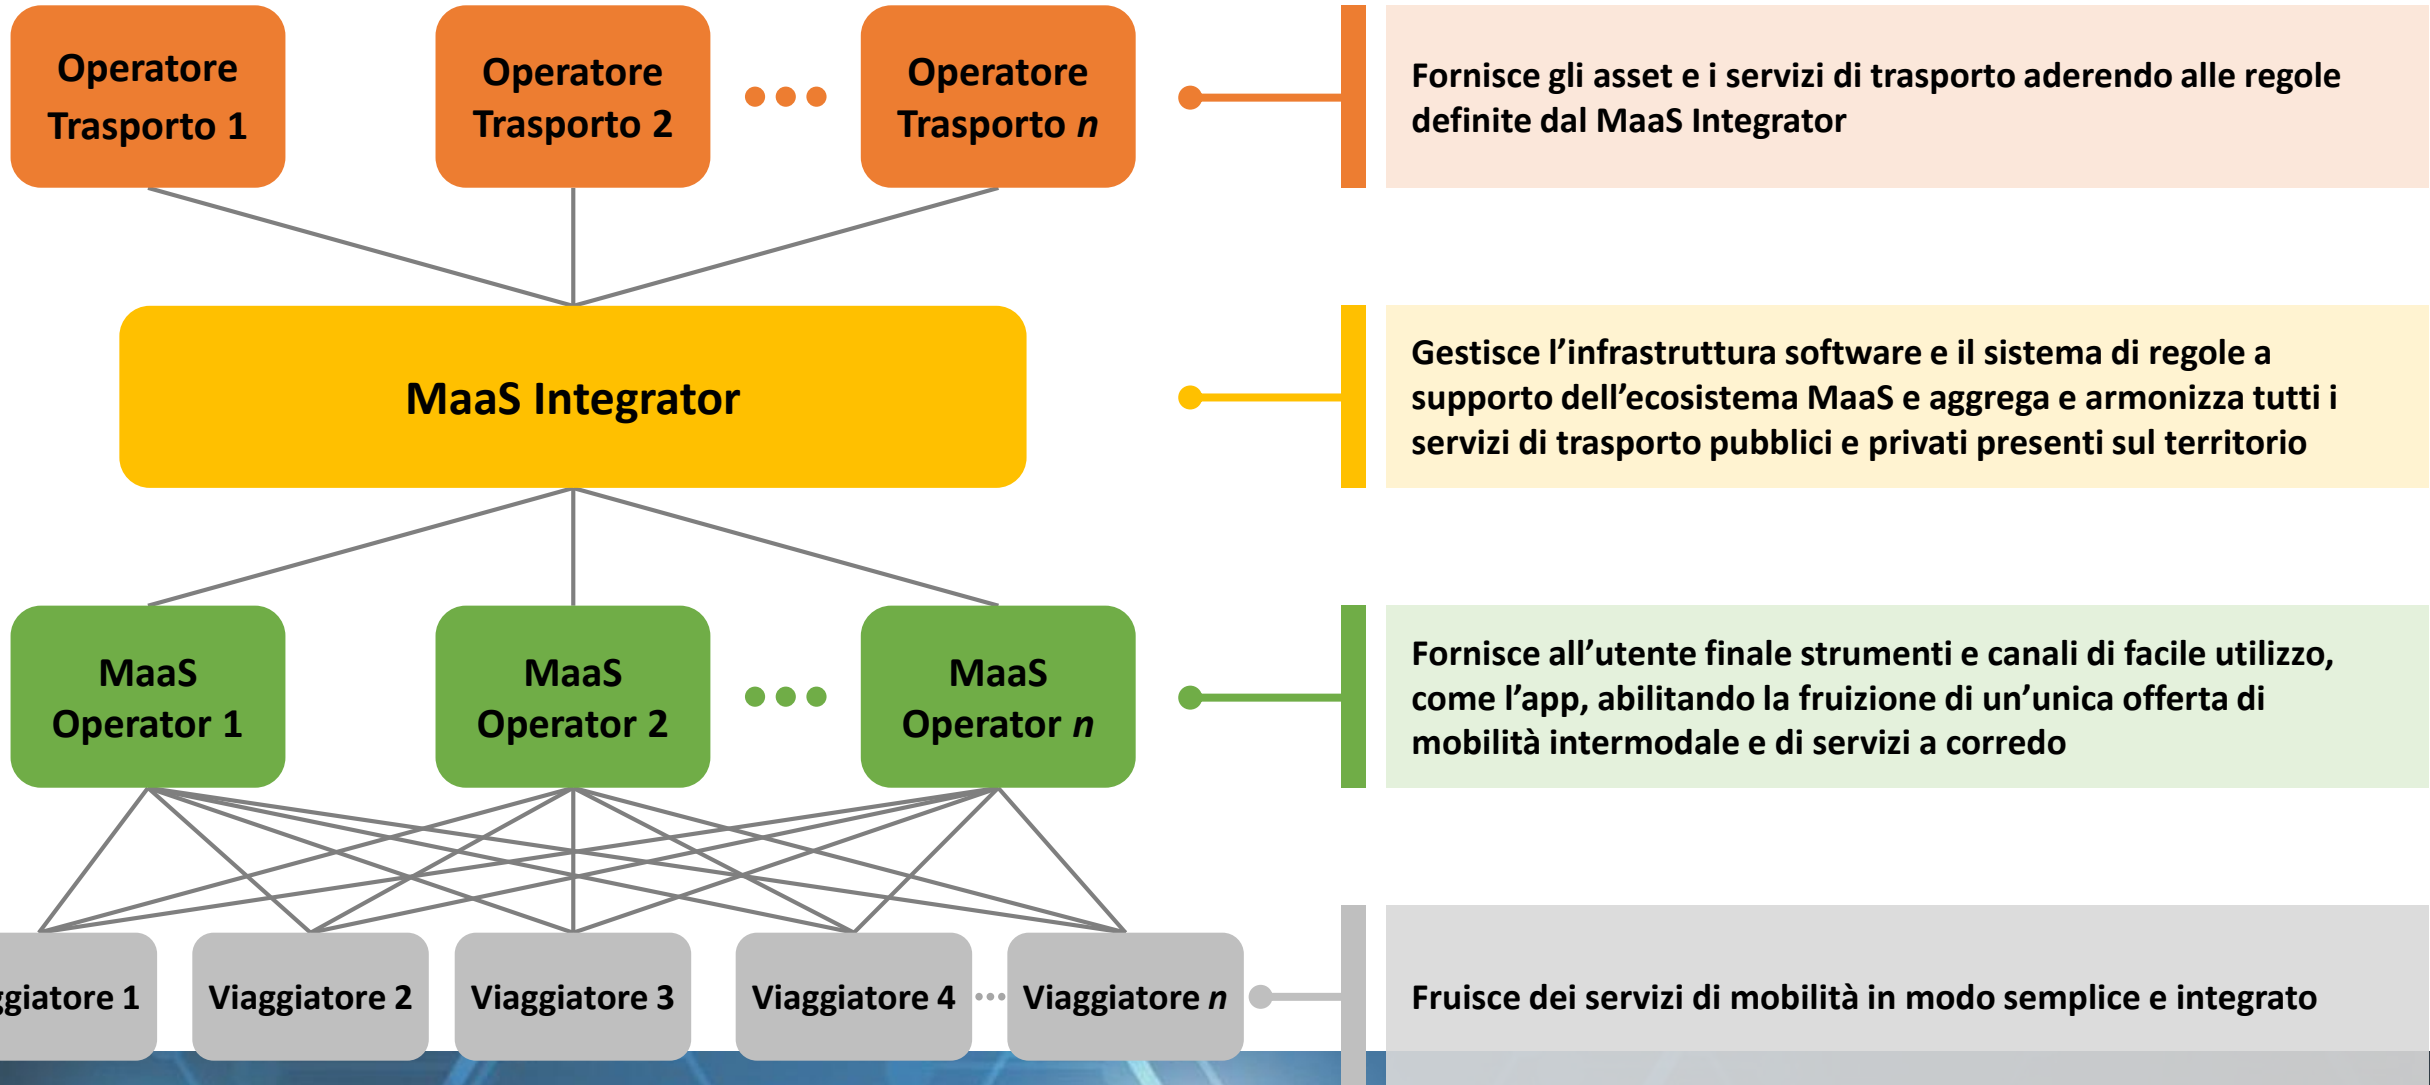 Operatore
Trasporto 1
Operatore
Trasporto 2
Operatore
Trasporto n
Fornisce gli asset e i servizi di trasporto aderendo alle regole
definite dal MaaS Integrator
MaaS Integrator
Gestisce l’infrastruttura software e il sistema di regole a
supporto dell’ecosistema MaaS e aggrega e armonizza tutti i
servizi di trasporto pubblici e privati presenti sul territorio
MaaS
Operator 1
MaaS
Operator 2
MaaS
Operator n
Fornisce all’utente finale strumenti e canali di facile utilizzo,
come l’app, abilitando la fruizione di un’unica offerta di
mobilità intermodale e di servizi a corredo
ggiatore 1
Viaggiatore 2
Viaggiatore 3
Viaggiatore 4
Viaggiatore n
Fruisce dei servizi di mobilità in modo semplice e integrato